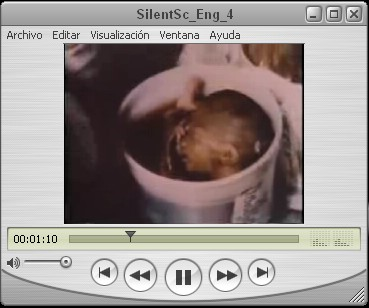 SilentSc_Eng_4
Archivo Editar Visualización Ventana Ayuda
00:01:10